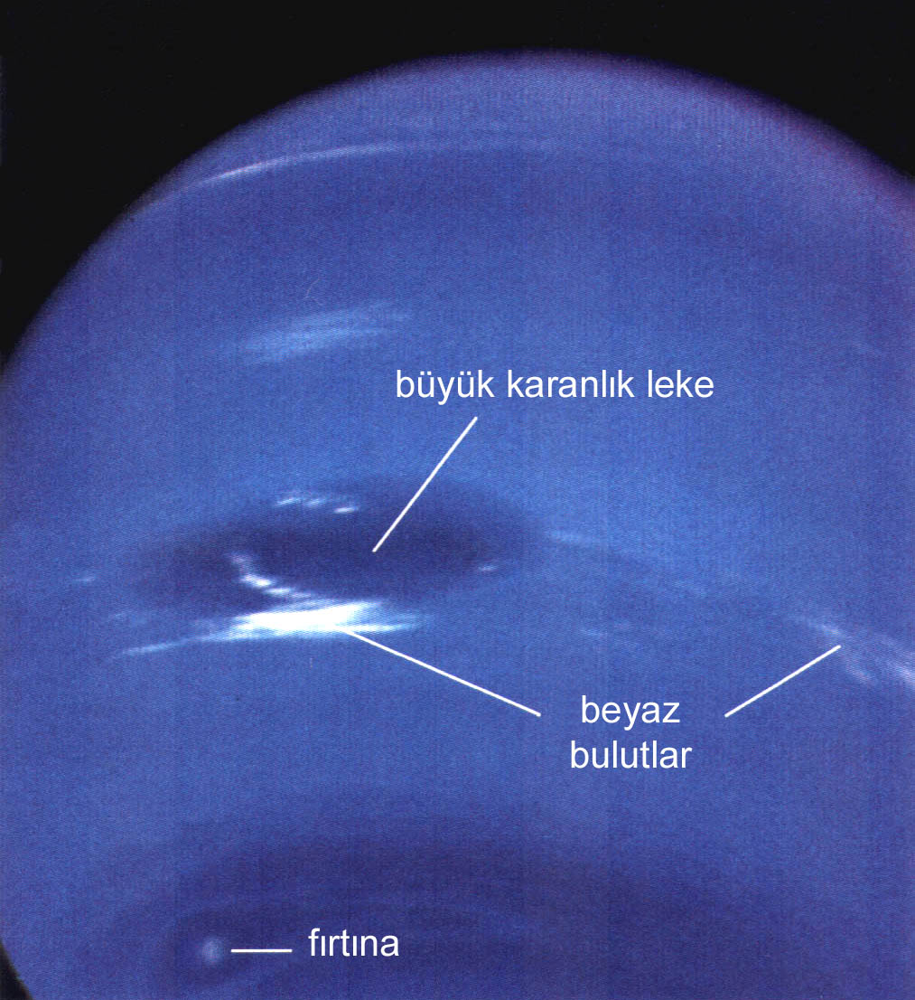 büyük karanlık leke
beyaz
bulutlar
fırtına